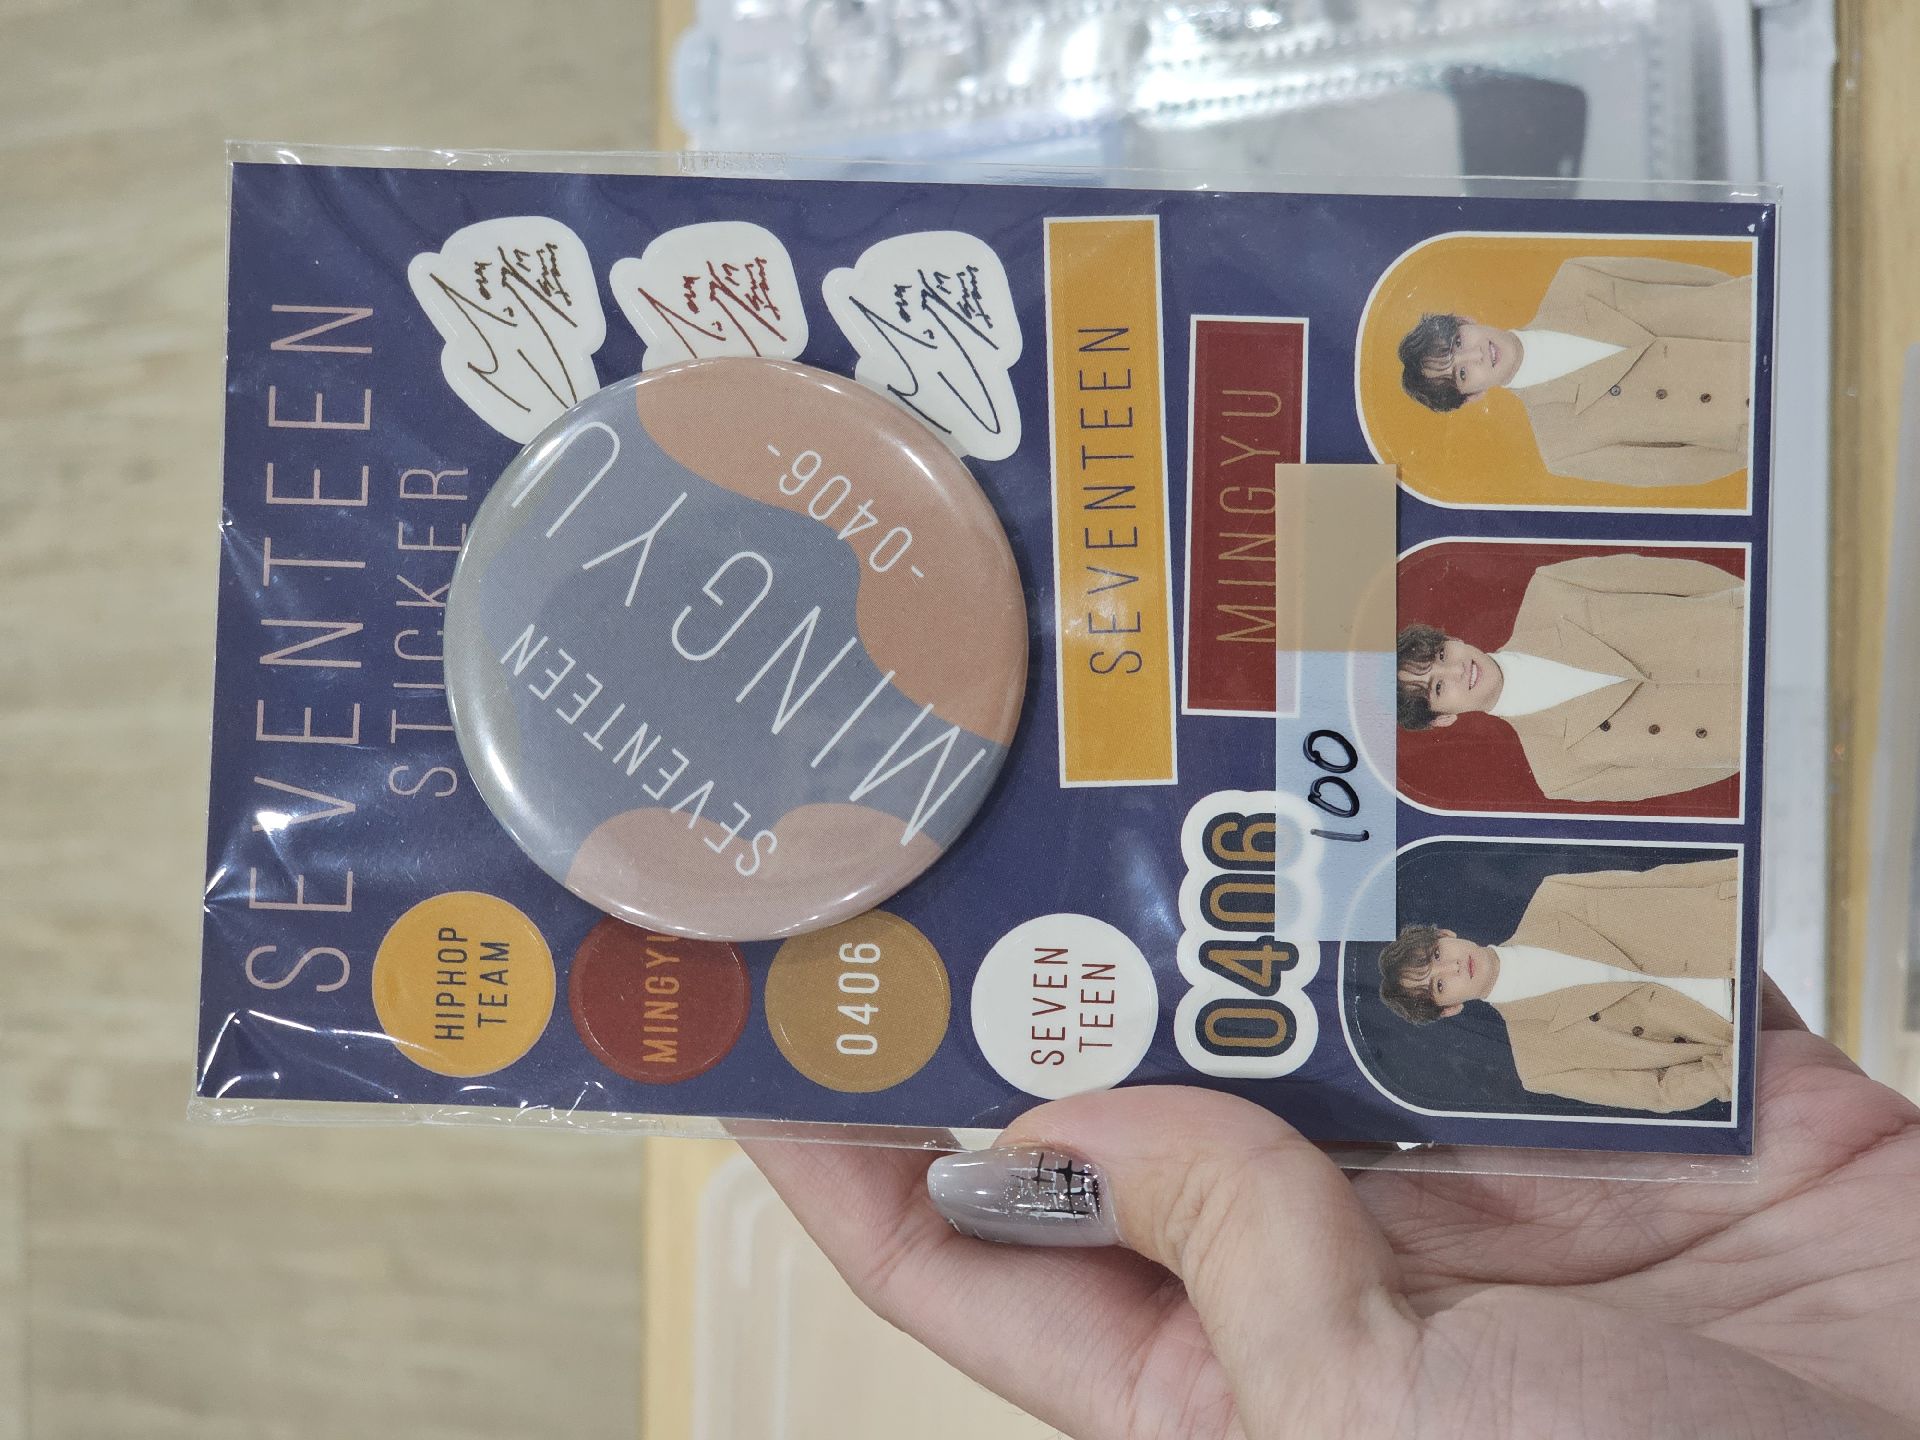 SEVENTEEN
STICKER
SEVENTEEN
MINGYU
-0406-
HIPHOP
TEAM
MINGYU
0406
SEVEN
TEEN
SEVENTEEN
MINGYU
0406
100